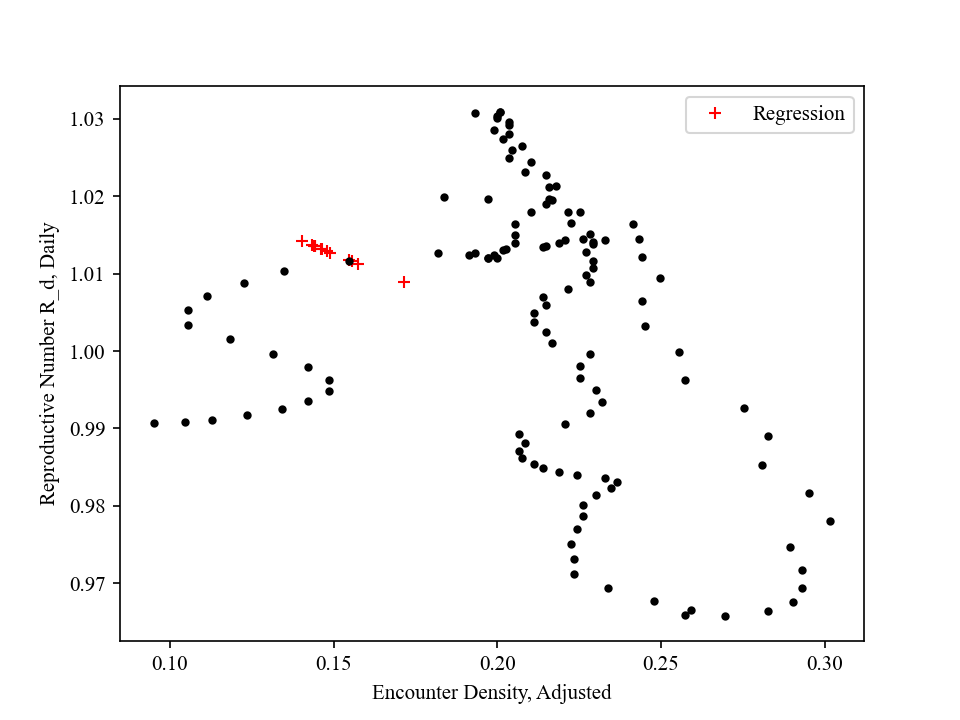 Regression
1.03
1.02
1.01
1.00
0.99
0.98
0.97
Reproductive Number R_d, Daily
0.10 0.15 0.20 0.25 0.30
Encounter Density, Adjusted